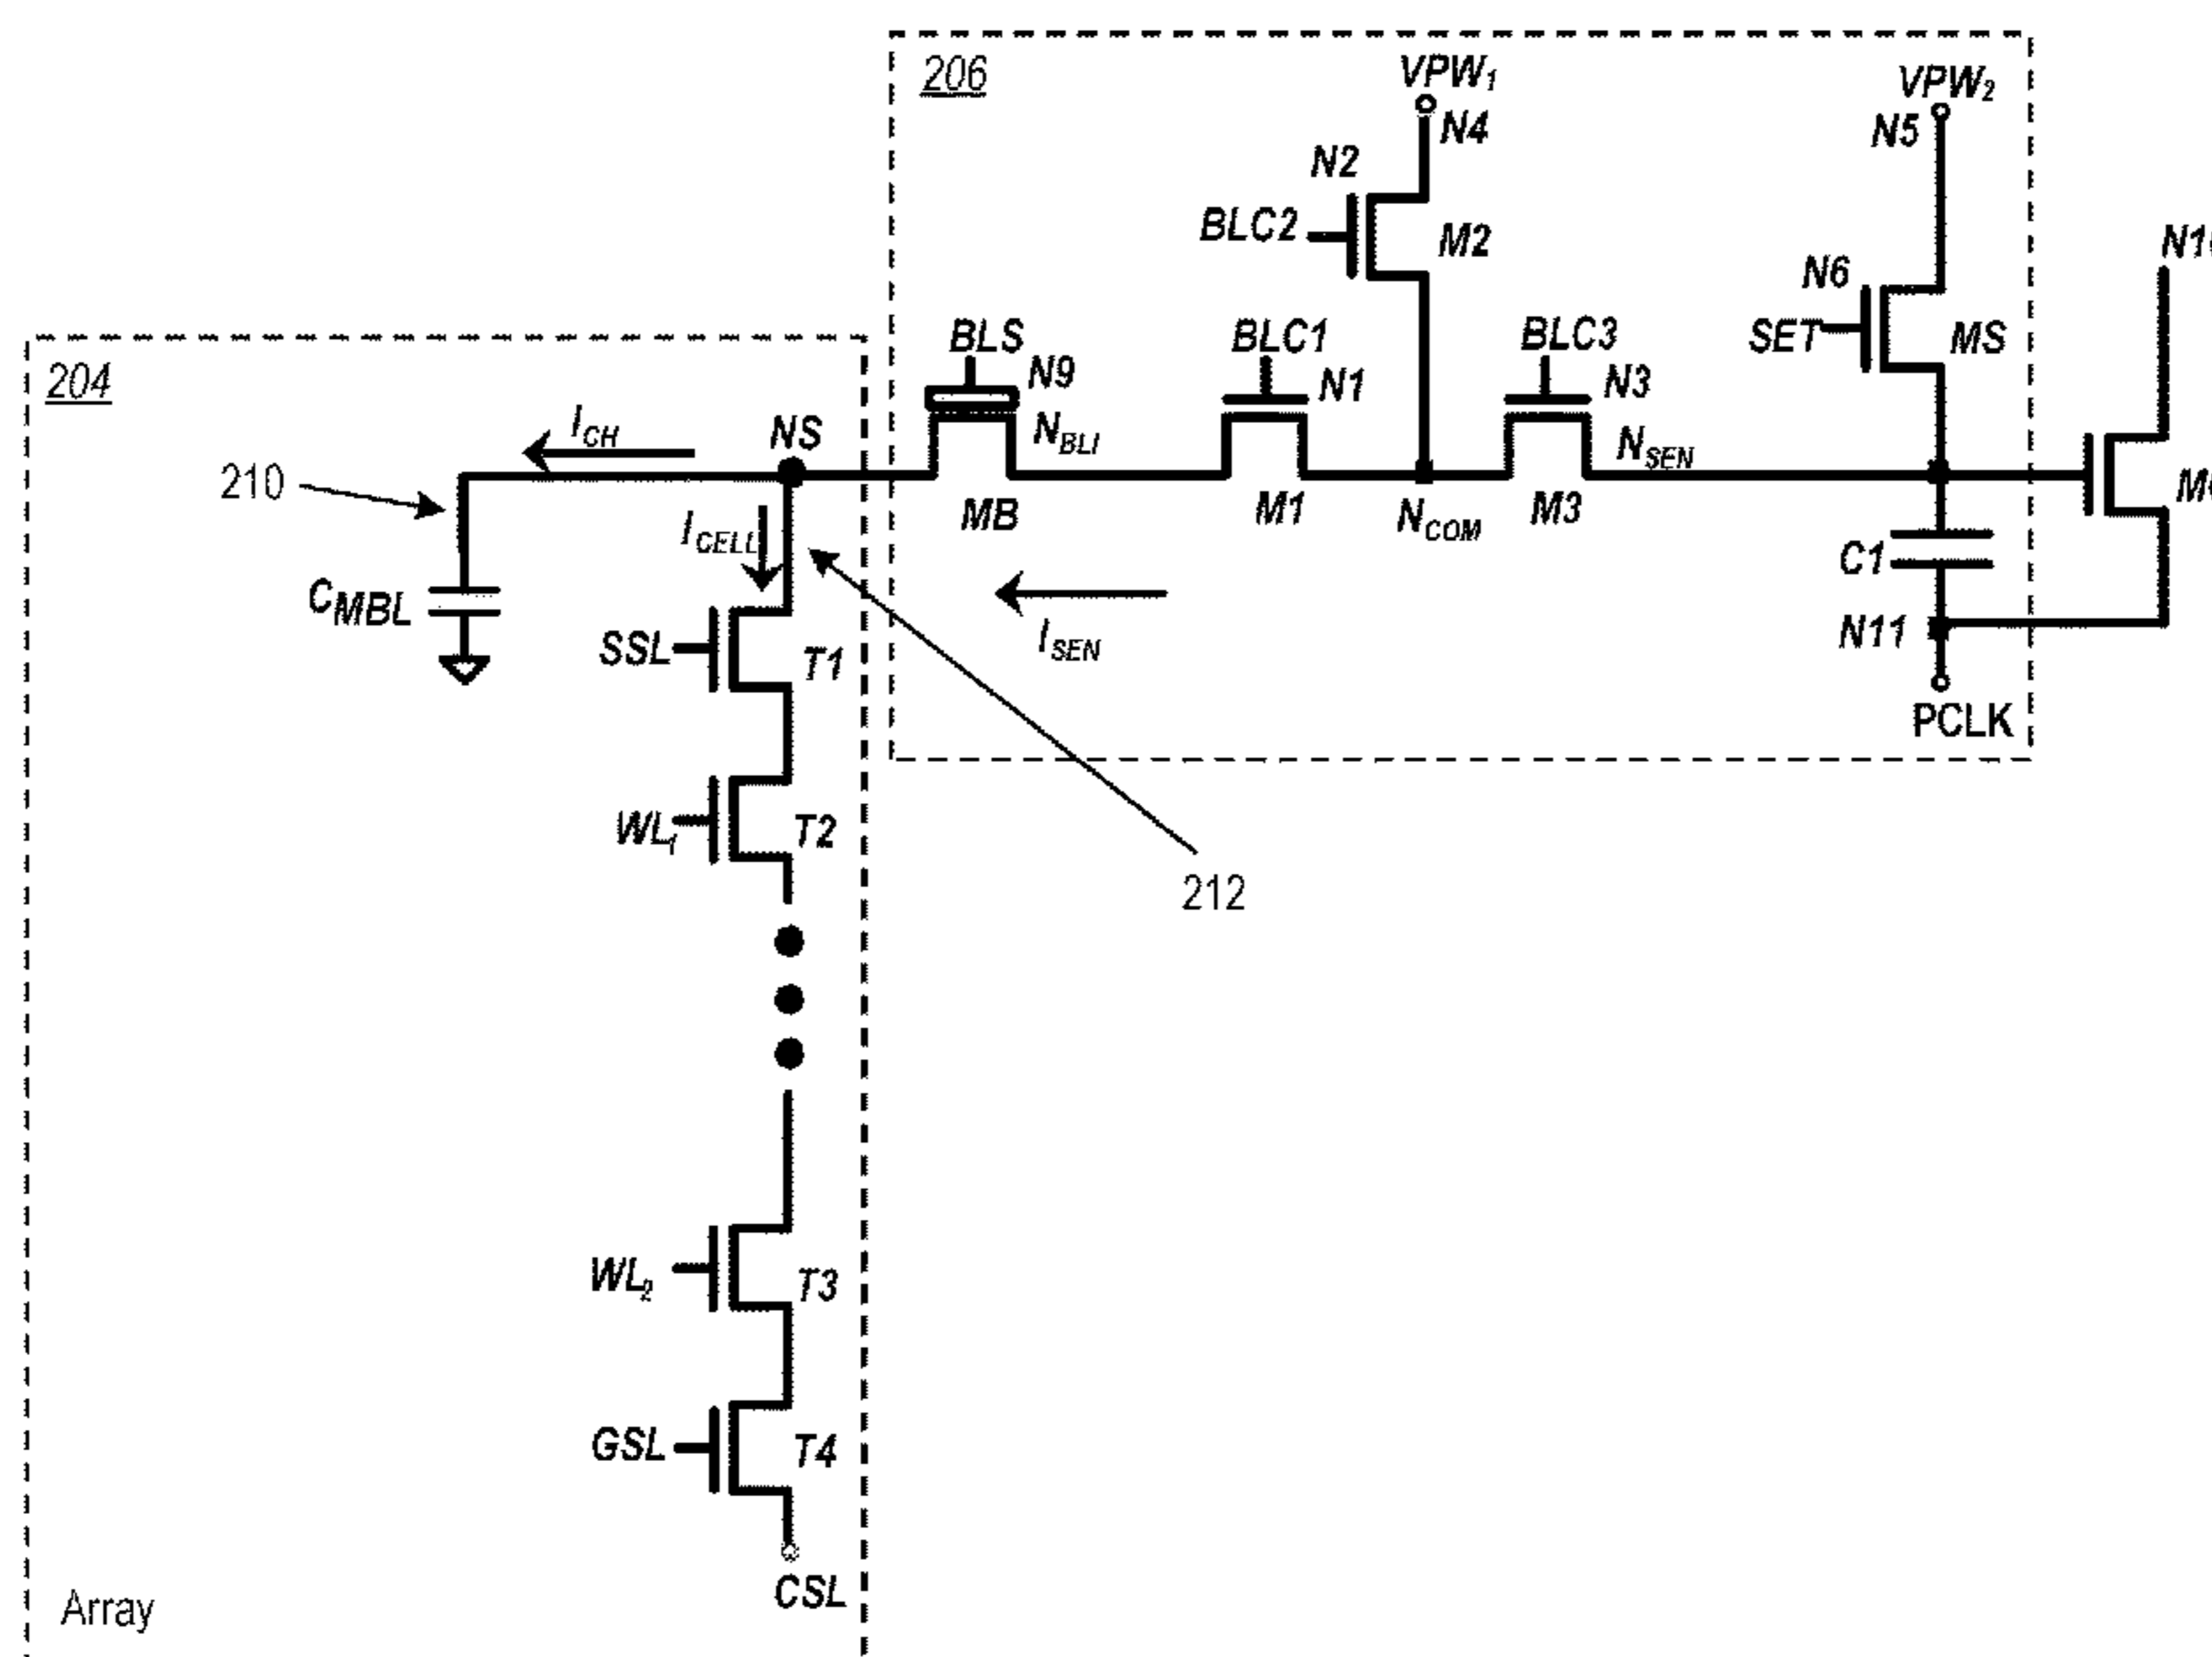 206
VPW1
N4
VPW2
N5
N2
BLC2
M2
N6
SET
MS
204
BLS
N9
BLC1
N1
BLC3
N3
ICH
NS
NBLI
NSEN
210
MB
M1
NCOM
M3
ICELL
C1
CMBL
ISEN
N11
SSL
T1
PCLK
WL1
T2
212
WL2
T3
GSL
T4
CSL
Array